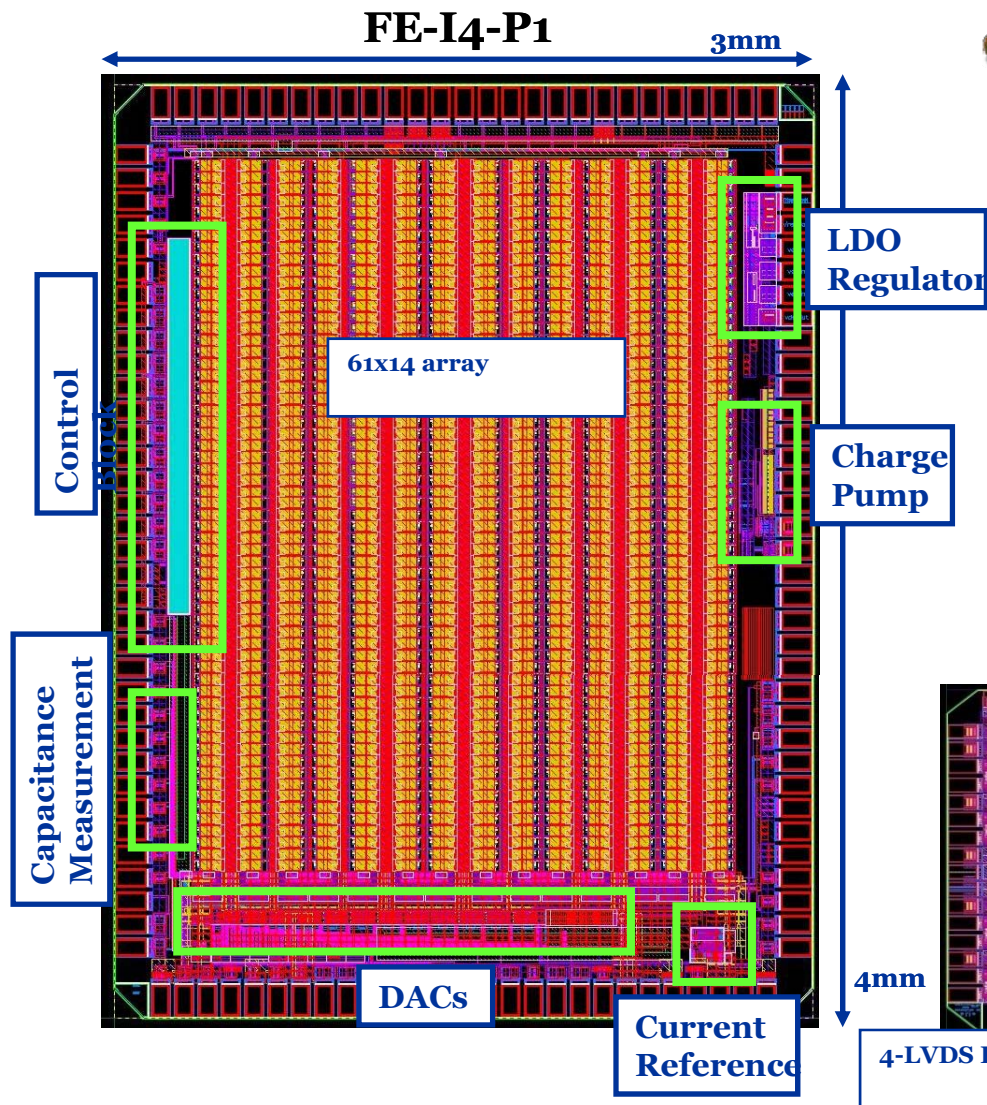 FE-I4-P1
3mm
LDO
Regulator
61x14 array
Control
Block
Charge
Pump
Capacitance
Measurement
4mm
DACs
Current
Reference
4-LVDS